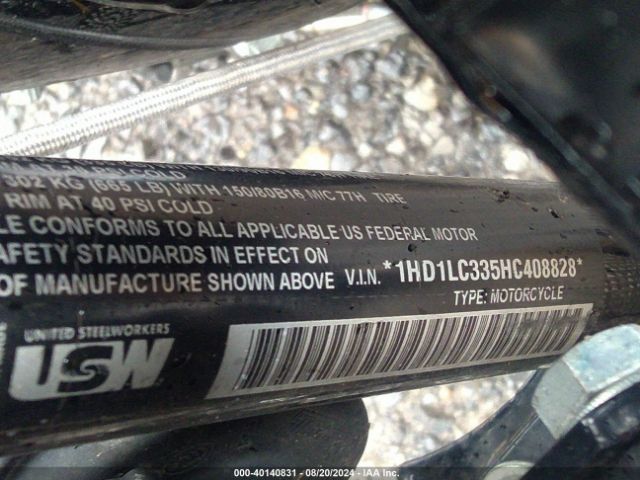 PSI COLD
302 KG (665 LB) WITH 150/80B16 M/C 77H TIRE
RIM AT 40 PSI COLD
LE CONFORMS TO ALL APPLICABLE US FEDERAL MOTOR
AFETY STANDARDS IN EFFECT ON
OF MANUFACTURE SHOWN ABOVE V.I.N. *1HD1LC335HC408828*
TYPE: MOTORCYCLE
UNITED STEELWORKERS
USW
000-40140831 - 08/20/2024 - IAA Inc.